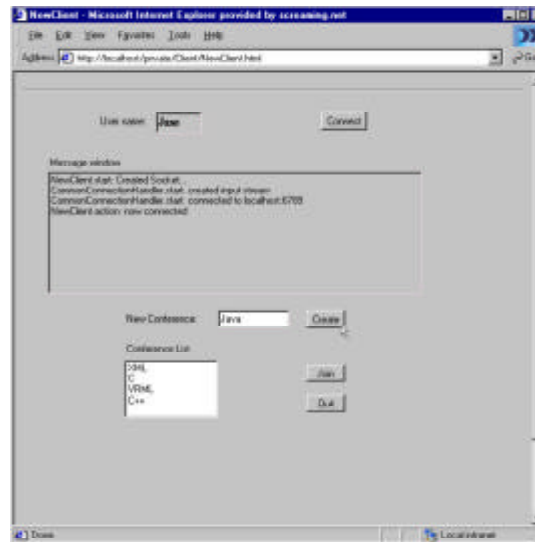 NewClient - Microsoft Internet Explorer provided by screaming.net
File Edit View Favorites Tools Help
Address http://localhost/private/Client/NewClient.html
User name: Jane Connect
Message window
NewClient start: Created Socket...
CommonConnectionHandler.start: created input stream
CommonConnectionHandler.start: connected to localhost:6789
NewClient action: now connected
New Conference: Java Create
Conference List
XML
C
VRML
C++
Join
Quit
Done Local intranet